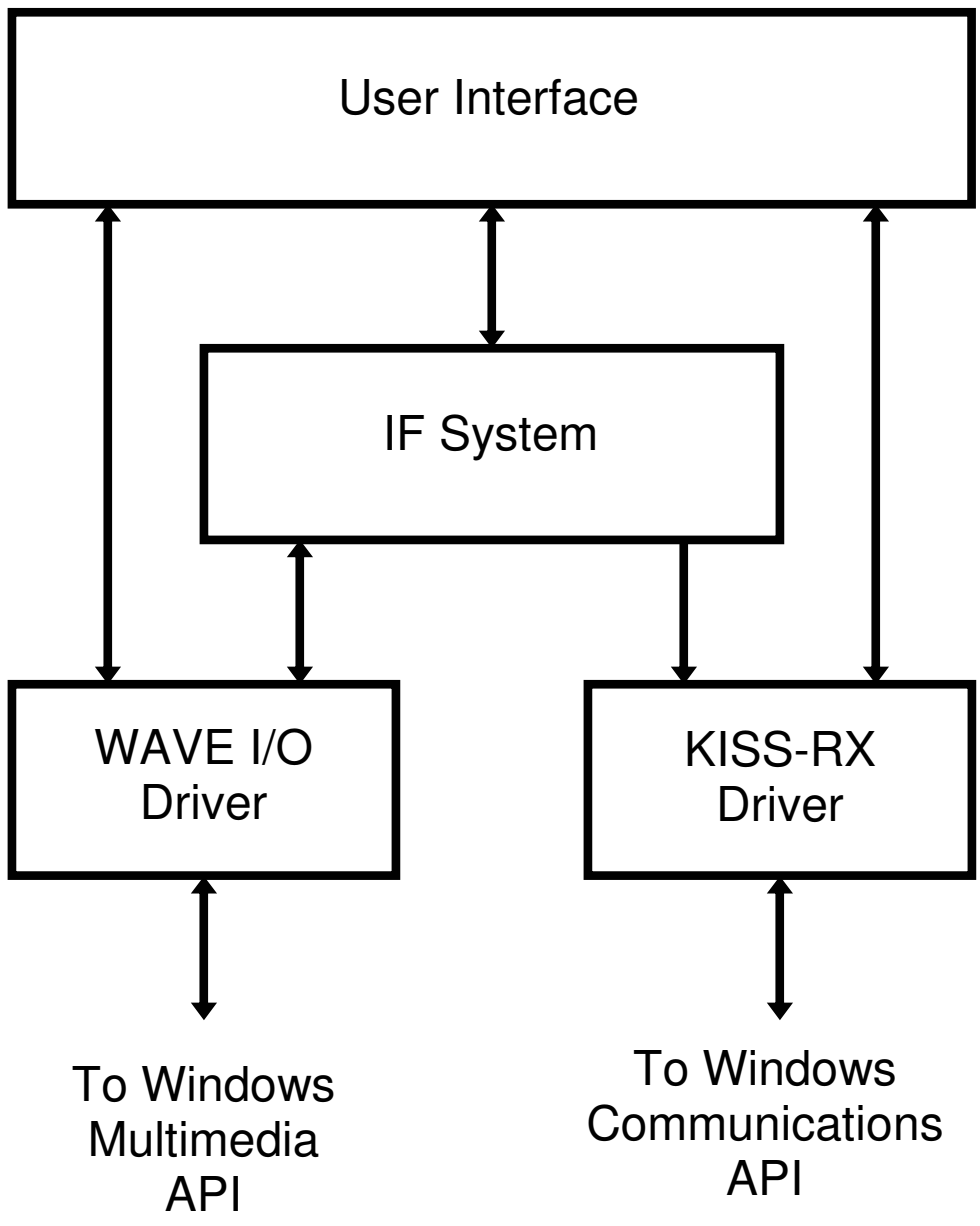 User Interface
IF System
WAVE I/O
Driver
KISS-RX
Driver
To Windows
Multimedia
API
To Windows
Communications
API